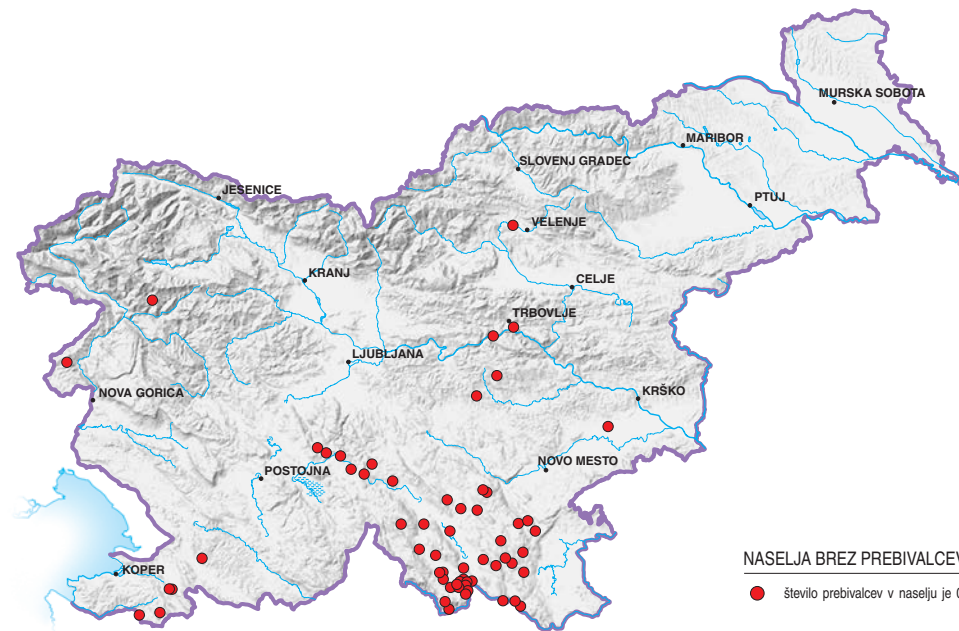 MURSKA SOBOTA
MARIBOR
SLOVENJ GRADEC
JESENICE
PTUJ
VELENJE
KRANJ
CELJE
TRBOVLJE
LJUBLJANA
NOVA GORICA
KRŠKO
POSTOJNA
NOVO MESTO
KOPER
NASELJA BREZ PREBIVALCEV
število prebivalcev v naselju je 0